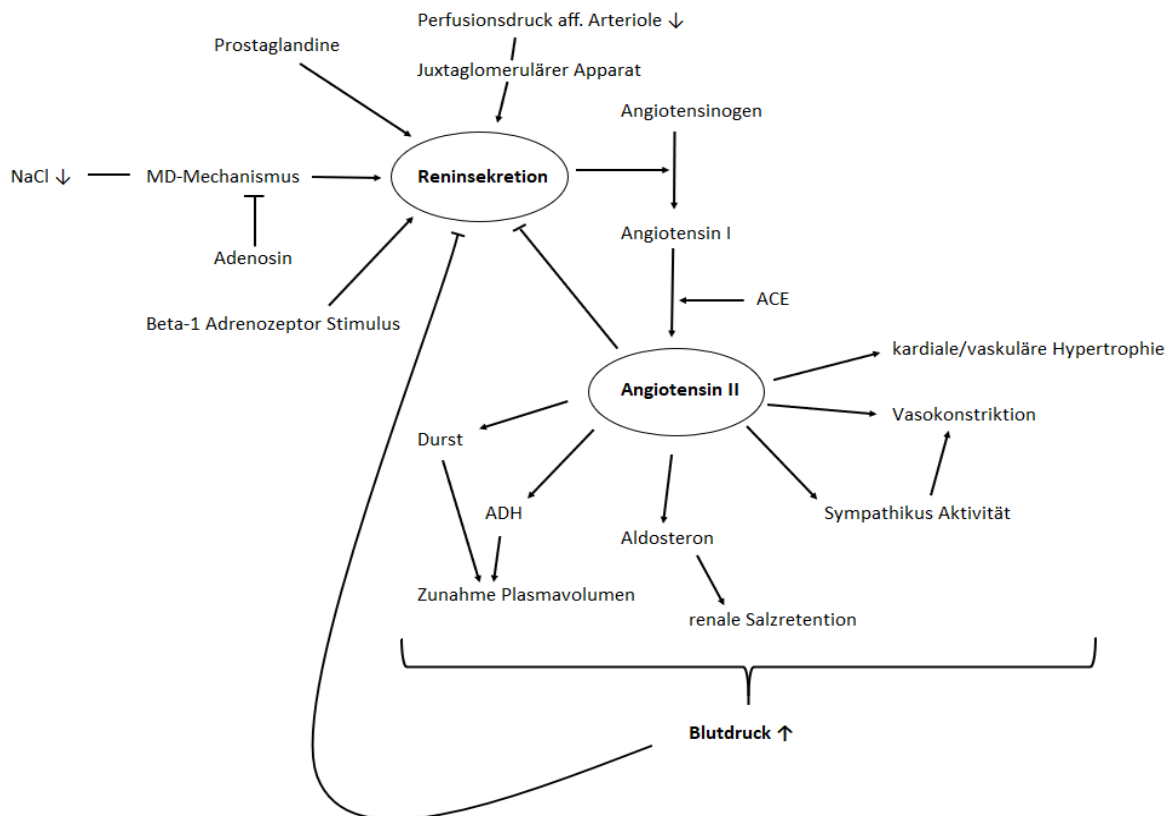 Perfusionsdruck aff. Arteriole ↓
Prostaglandine
Juxtaglomerulärer Apparat
Angiotensinogen
NaCl ↓
MD-Mechanismus
Reninsekretion
Angiotensin I
Adenosin
ACE
Beta-1 Adrenozeptor Stimulus
kardiale/vaskuläre Hypertrophie
Angiotensin II
Vasokonstriktion
Durst
ADH
Sympathikus Aktivität
Aldosteron
Zunahme Plasmavolumen
renale Salzretention
Blutdruck ↑